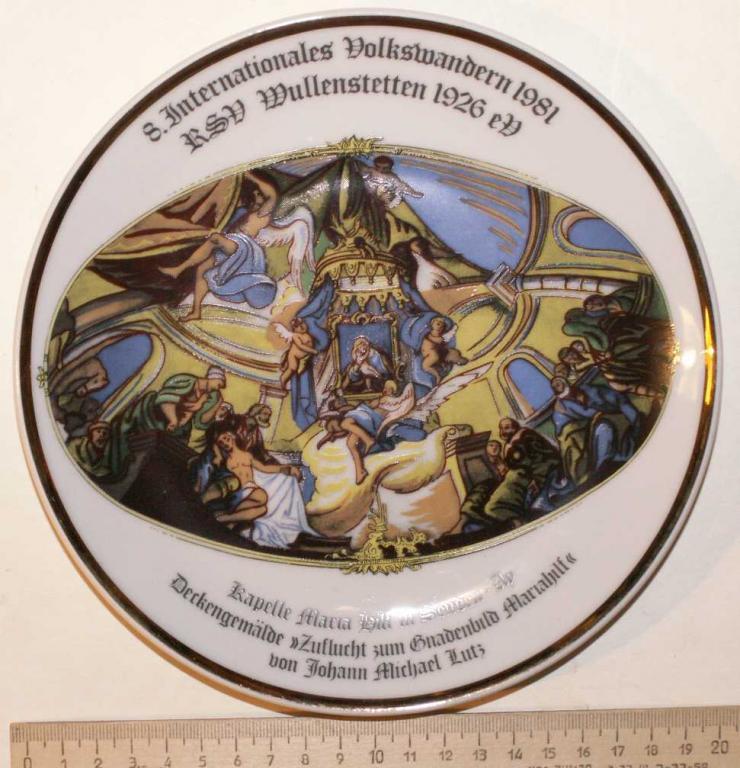 8. Internationales Volkswandern 1981
RSV Wullenstetten 1926 eV
Kapelle Maria Hilf in
Deckengemälde »Zuflucht zum Gnadenbild Mariahilf«
von Johann Michael Lutz
0 1 2 3 4 5 6 7 8 9 10 11 12 13 14 15 16 17 18 19 20